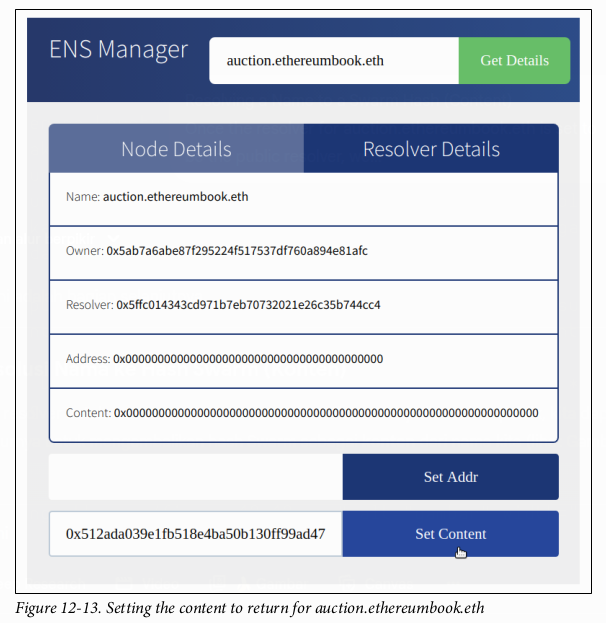 ENS Manager
auction.ethereumbook.eth
Get Details
Node Details
Resolver Details
Name: auction.ethereumbook.eth
Owner: 0x5ab7a6abe87f295224f517537df760a894e81afc
Resolver: 0x5ffc014343cd971b7eb70732021e26c35b744cc4
Address: 0x0000000000000000000000000000000000000000
Content: 0x0000000000000000000000000000000000000000000000000000000000000000
Set Addr
0x512ada039e1fb518e4ba50b130ff99ad47
Set Content
Figure 12-13. Setting the content to return for auction.ethereumbook.eth